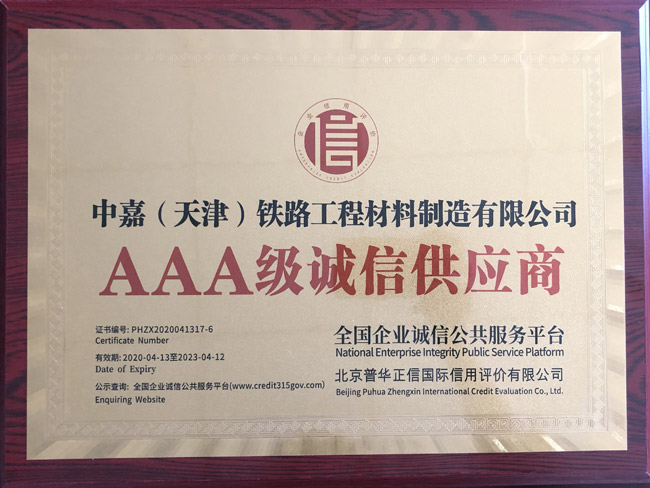 企业信用评价
中嘉（天津）铁路工程材料制造有限公司
AAA级诚信供应商
证书编号: PHZX2020041317-6
Certificate Number
有效期: 2020-04-13至2023-04-12
Date of Expiry
公示查询: 全国企业诚信公共服务平台(www.credit315gov.com)
Enquiring Website
全国企业诚信公共服务平台
National Enterprise Integrity Public Service Platform
北京普华正信国际信用评价有限公司
Beijing Puhua Zhengxin International Credit Evaluation Co., Ltd.